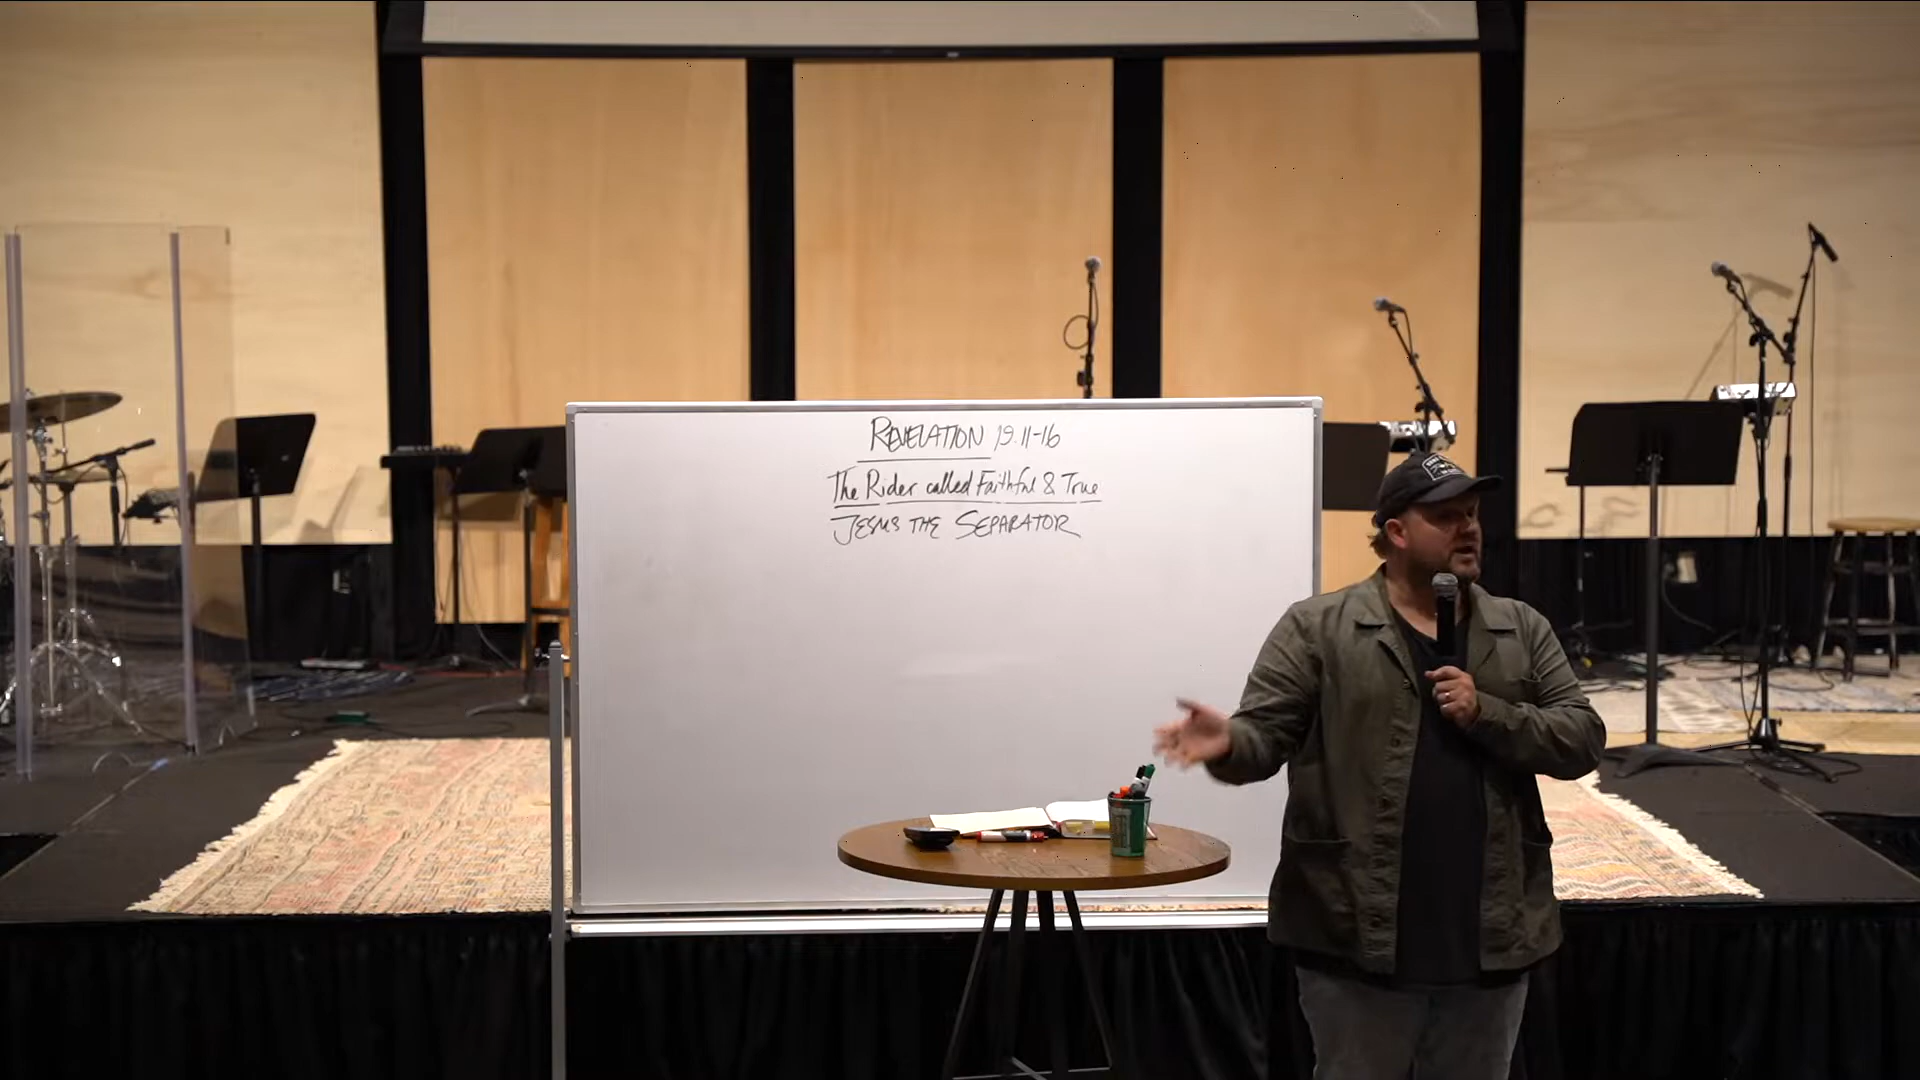 REVELATION 19.11-16
The Rider called Faithful & True
JESUS THE SEPARATOR